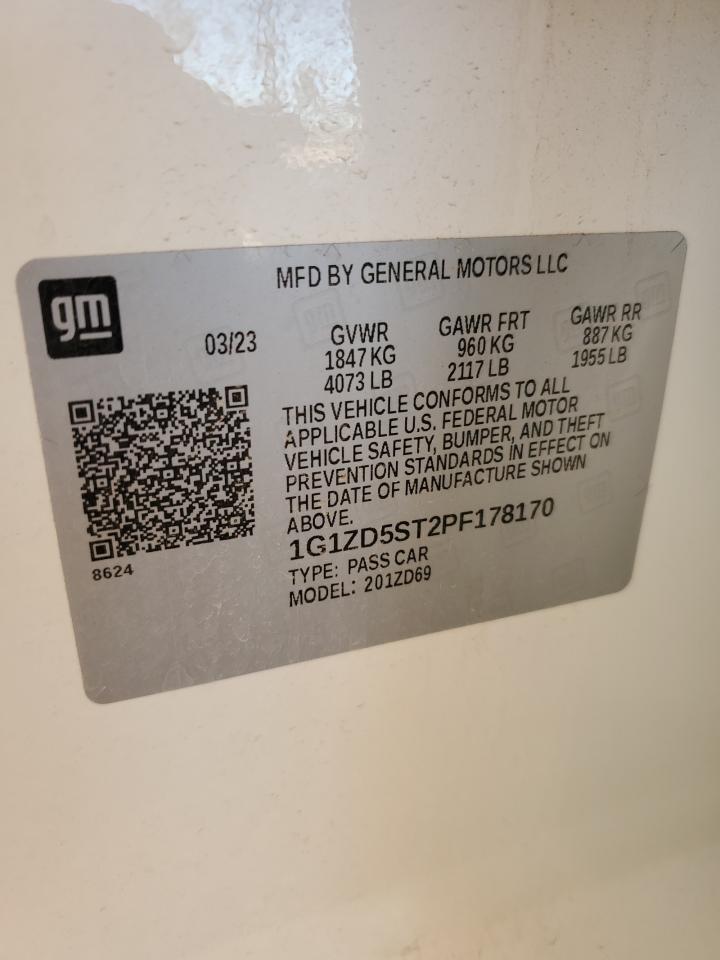 gm
MFD BY GENERAL MOTORS LLC
03/23
GVWR
1847 KG
4073 LB
GAWR FRT
960 KG
2117 LB
GAWR RR
887 KG
1955 LB
THIS VEHICLE CONFORMS TO ALL
APPLICABLE U.S. FEDERAL MOTOR
VEHICLE SAFETY, BUMPER, AND THEFT
PREVENTION STANDARDS IN EFFECT ON
THE DATE OF MANUFACTURE SHOWN
ABOVE.
1G1ZD5ST2PF178170
TYPE: PASS CAR
MODEL: 201ZD69
8624